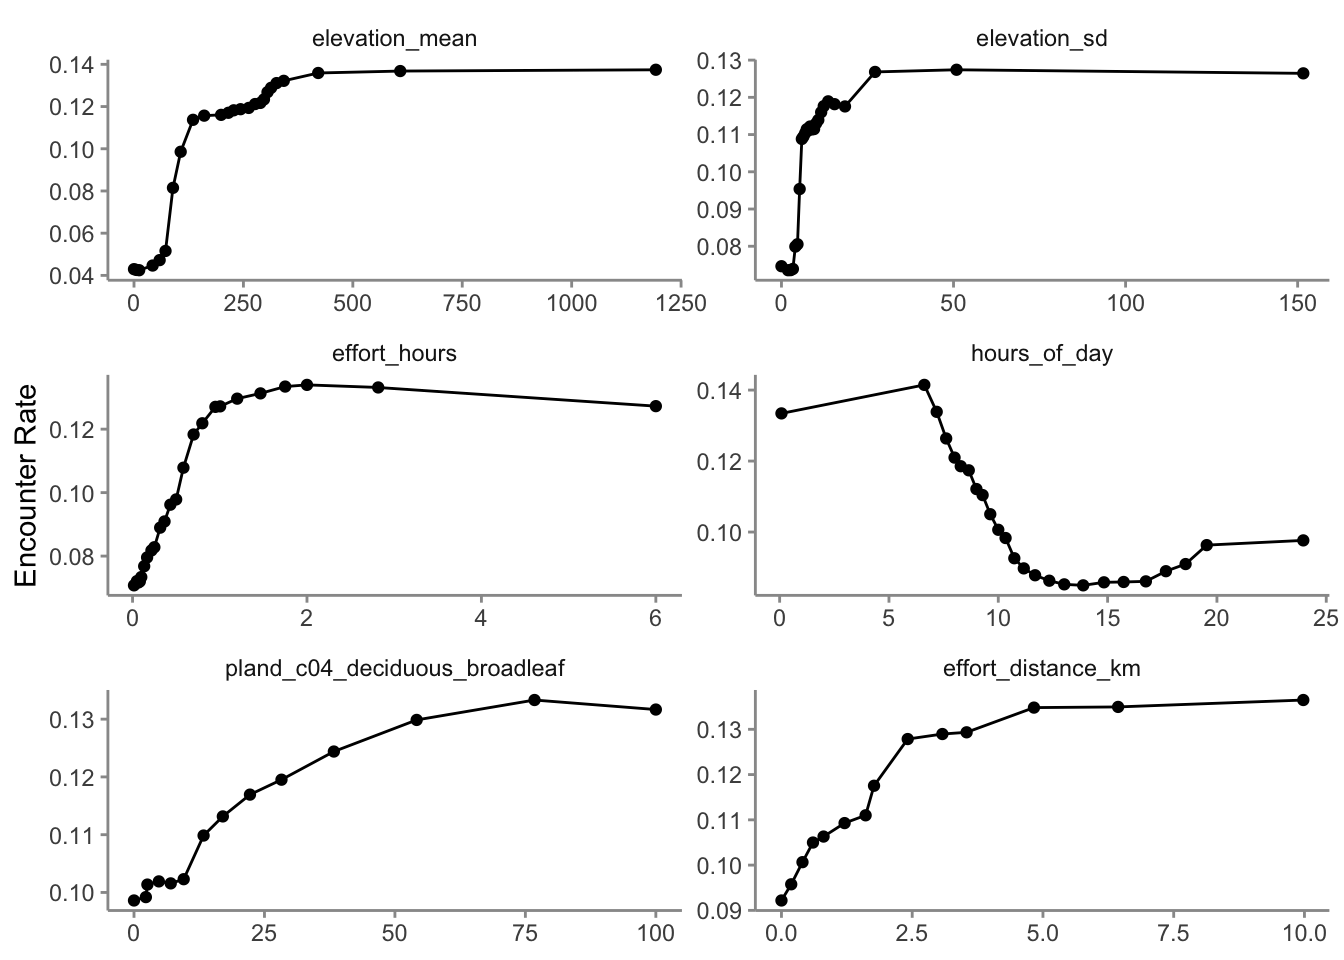 elevation_mean
0.14
0.12
0.10
0.08
0.06
0.04
0 250 500 750 1000 1250
elevation_sd
0.13
0.12
0.11
0.10
0.09
0.08
0 50 100 150
Encounter Rate
effort_hours
0.12
0.10
0.08
0 2 4 6
hours_of_day
0.14
0.12
0.10
0 5 10 15 20 25
pland_c04_deciduous_broadleaf
0.13
0.12
0.11
0.10
0 25 50 75 100
effort_distance_km
0.13
0.12
0.11
0.10
0.09
0.0 2.5 5.0 7.5 10.0